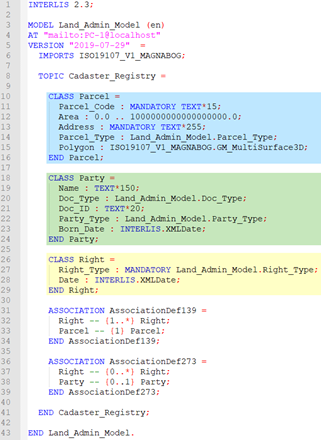 1 INTERLIS 2.3;
2
3 MODEL Land_Admin_Model (en)
4 AT "mailto:PC-1@localhost"
5 VERSION "2019-07-29" =
6 IMPORTS ISO19107_V1_MAGNABOG;
7
8 TOPIC Cadaster_Registry =
9
10 CLASS Parcel =
11 Parcel_Code : MANDATORY TEXT*15;
12 Area : 0.0 .. 1000000000000000000.0;
13 Address : MANDATORY TEXT*255;
14 Parcel_Type : Land_Admin_Model.Parcel_Type;
15 Polygon : ISO19107_V1_MAGNABOG.GM_MultiSurface3D;
16 END Parcel;
17
18 CLASS Party =
19 Name : TEXT*150;
20 Doc_Type : Land_Admin_Model.Doc_Type;
21 Doc_ID : TEXT*20;
22 Party_Type : Land_Admin_Model.Party_Type;
23 Born_Date : INTERLIS.XMLDate;
24 END Party;
25
26 CLASS Right =
27 Right_Type : MANDATORY Land_Admin_Model.Right_Type;
28 Date : INTERLIS.XMLDate;
29 END Right;
30
31 ASSOCIATION AssociationDef139 =
32 Right -- {1..*} Right;
33 Parcel -- {1} Parcel;
34 END AssociationDef139;
35
36 ASSOCIATION AssociationDef273 =
37 Right -- {0..*} Right;
38 Party -- {0..1} Party;
39 END AssociationDef273;
40
41 END Cadaster_Registry;
42
43 END Land_Admin_Model.